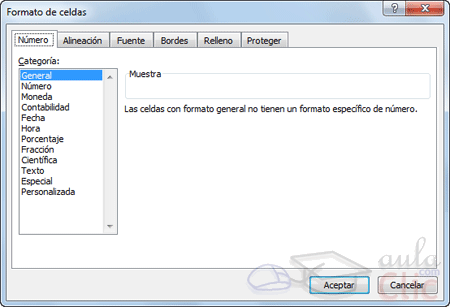 Formato de celdas
Número Alineación Fuente Bordes Relleno Proteger
Categoría:
General
Número
Moneda
Contabilidad
Fecha
Hora
Porcentaje
Fracción
Científica
Texto
Especial
Personalizada
Muestra
Las celdas con formato general no tienen un formato específico de número.
aula
.com
Clic
Aceptar Cancelar